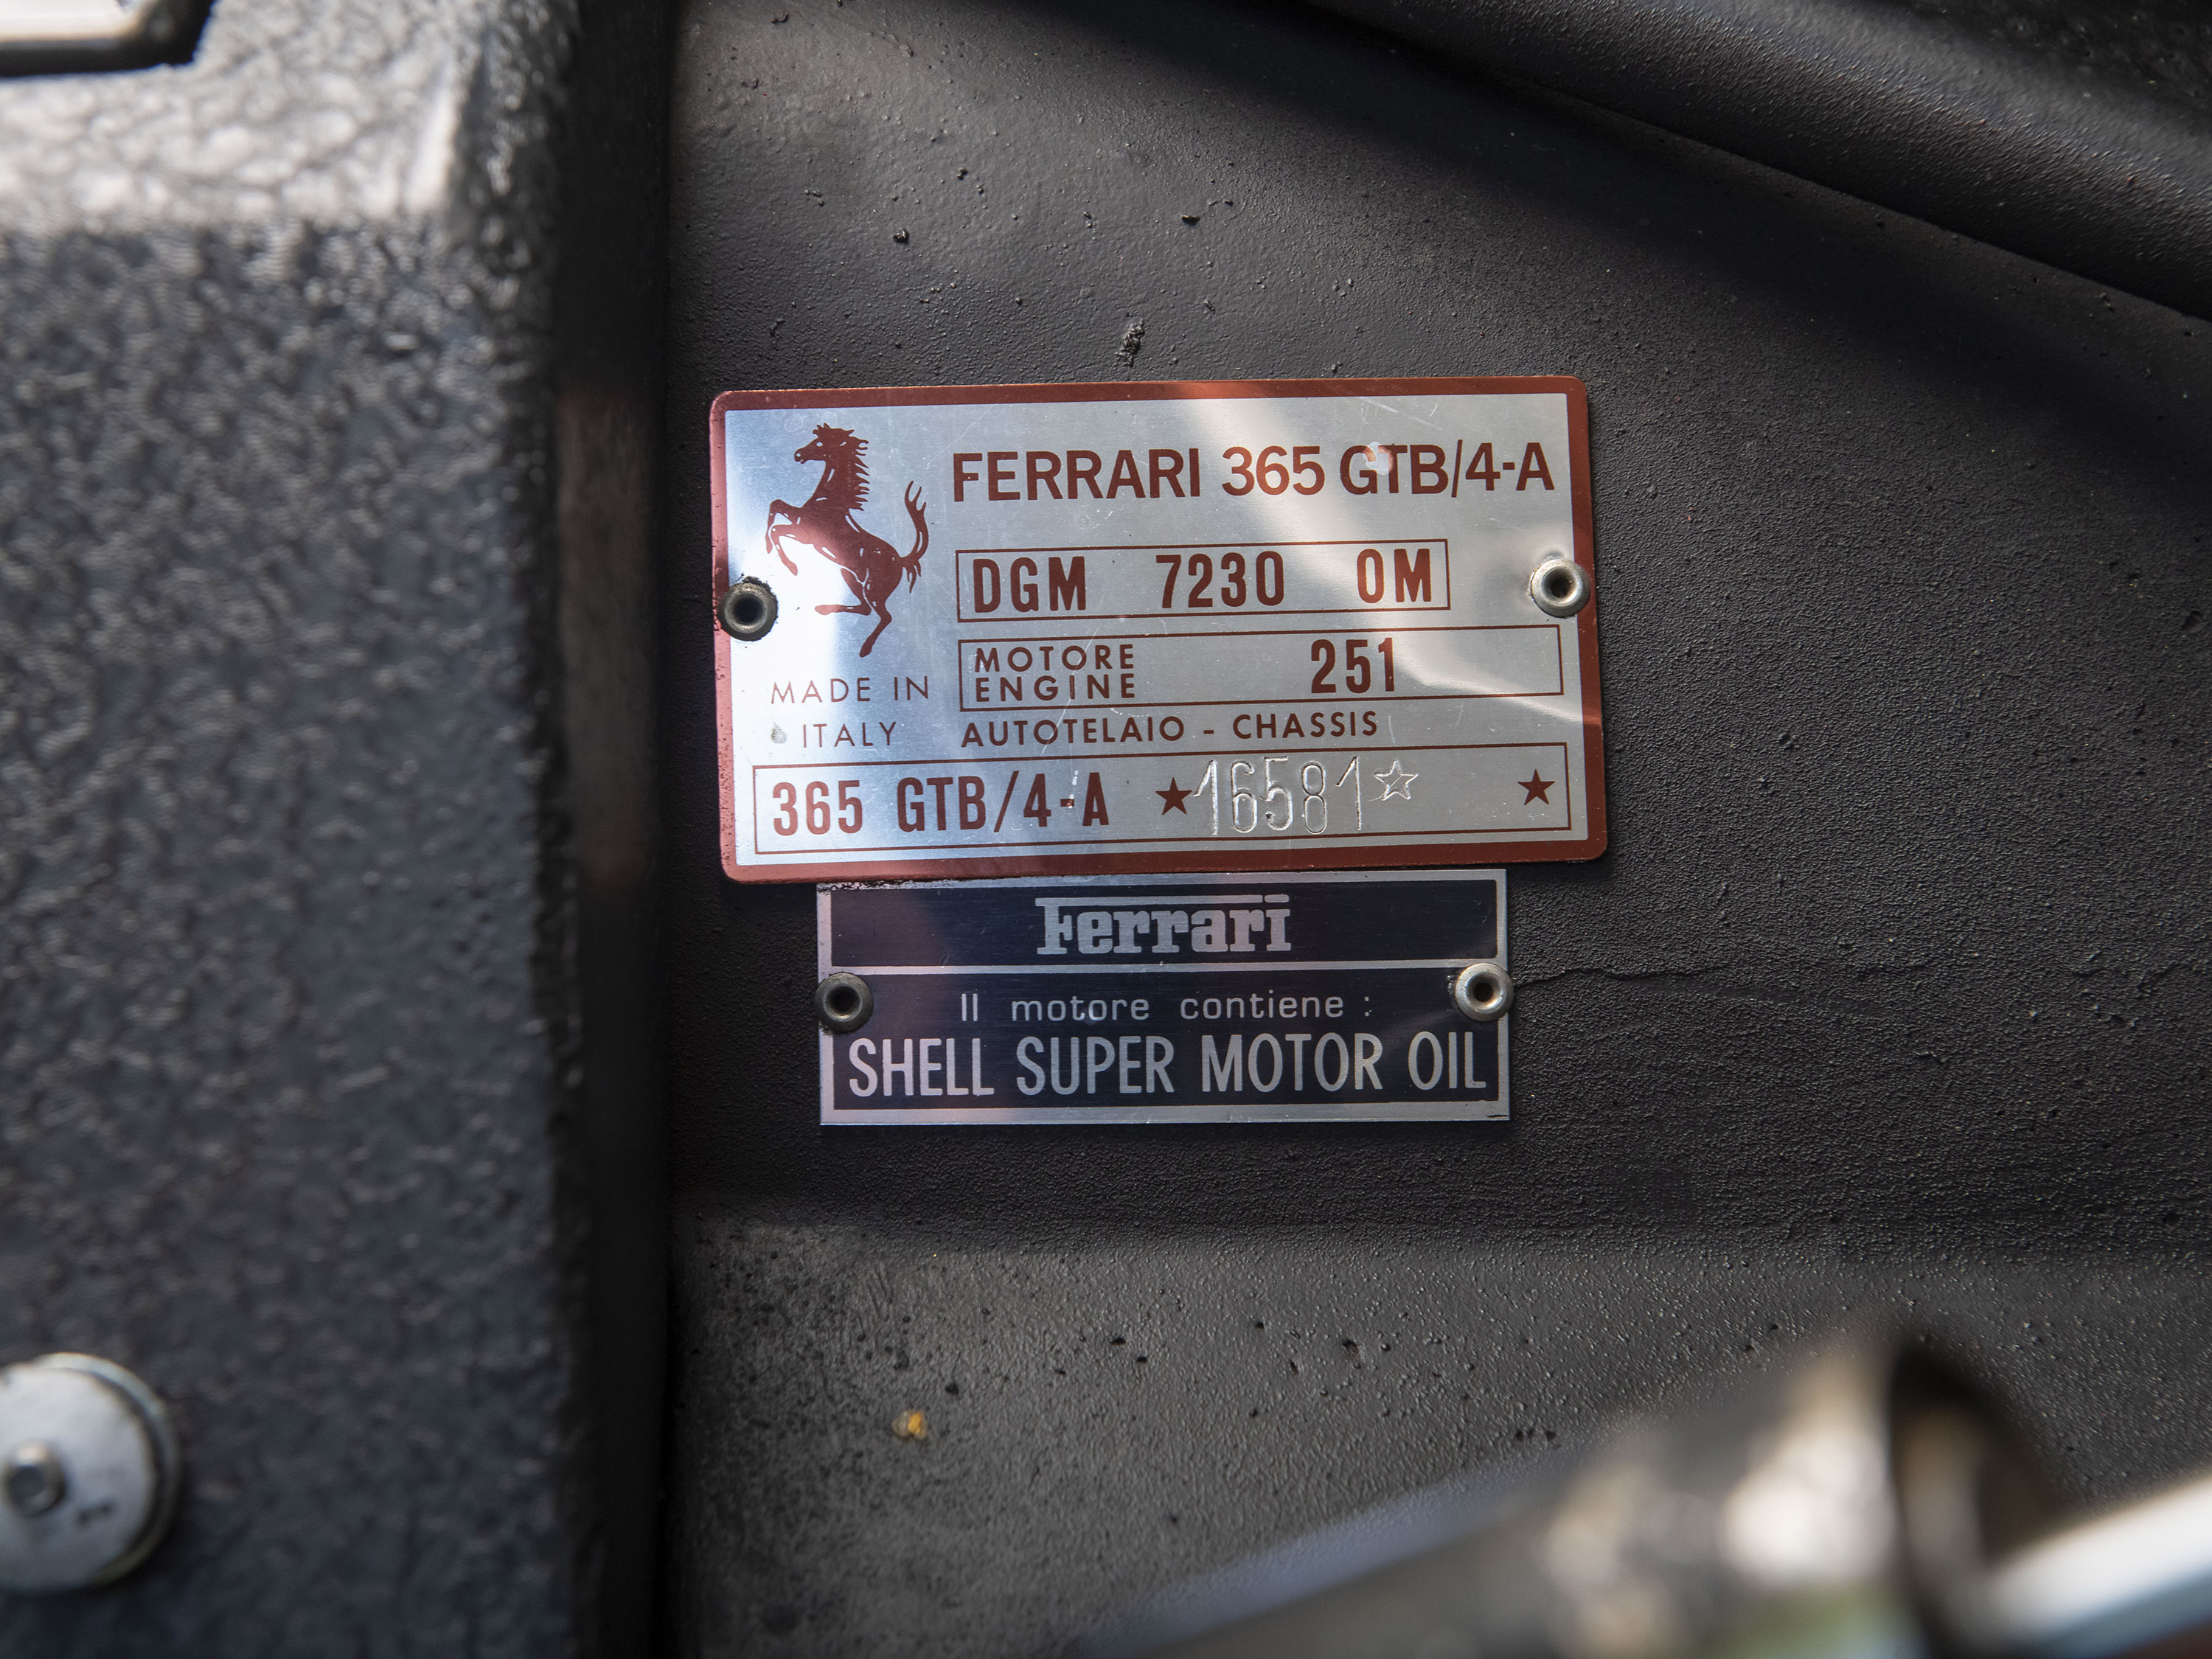 FERRARI 365 GTB/4-A
DGM 7230 OM
MOTORE
ENGINE
251
MADE IN
ITALY
AUTOTELAIO - CHASSIS
365 GTB/4-A ★16581☆ ★
Ferrari
Il motore contiene :
SHELL SUPER MOTOR OIL